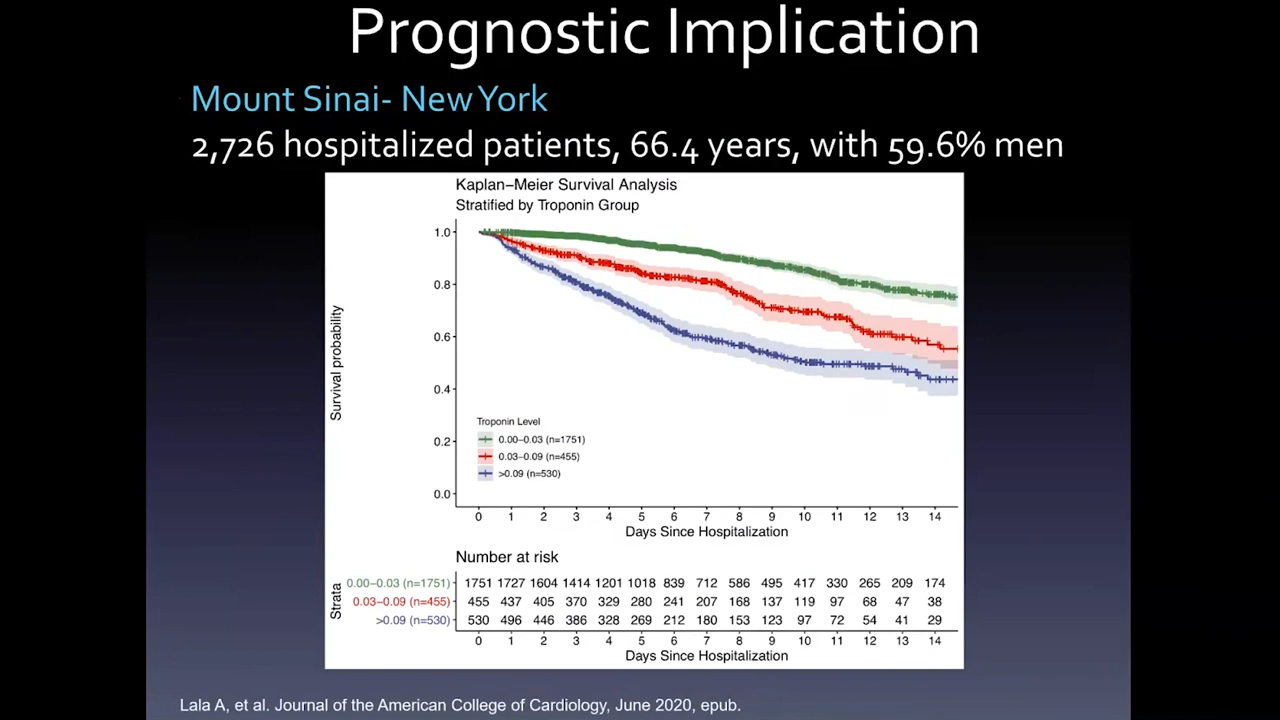 Prognostic Implication
Mount Sinai- New York
2,726 hospitalized patients, 66.4 years, with 59.6% men
Kaplan–Meier Survival Analysis
Stratified by Troponin Group
Survival probability
1.0
0.8
0.6
0.4
0.2
0.0
Troponin Level
0.00–0.03 (n=1751)
0.03–0.09 (n=455)
>0.09 (n=530)
0 1 2 3 4 5 6 7 8 9 10 11 12 13 14
Days Since Hospitalization
Number at risk
Strata
0.00–0.03 (n=1751) 1751 1727 1604 1414 1201 1018 839 712 586 495 417 330 265 209 174
0.03–0.09 (n=455) 455 437 405 370 329 280 241 207 168 137 119 97 68 47 38
>0.09 (n=530) 530 496 446 386 328 269 212 180 153 123 97 72 54 41 29
0 1 2 3 4 5 6 7 8 9 10 11 12 13 14
Days Since Hospitalization
Lala A, et al. Journal of the American College of Cardiology, June 2020, epub.